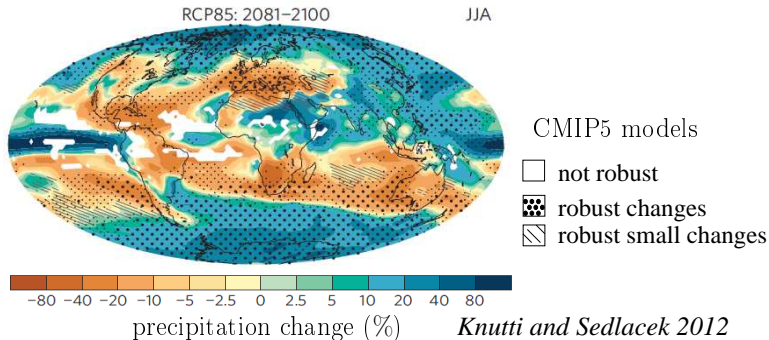 RCP85: 2081−2100 JJA
CMIP5 models
not robust
robust changes
robust small changes
−80 −40 −20 −10 −5 −2.5 0 2.5 5 10 20 40 80
precipitation change (%) Knutti and Sedlacek 2012